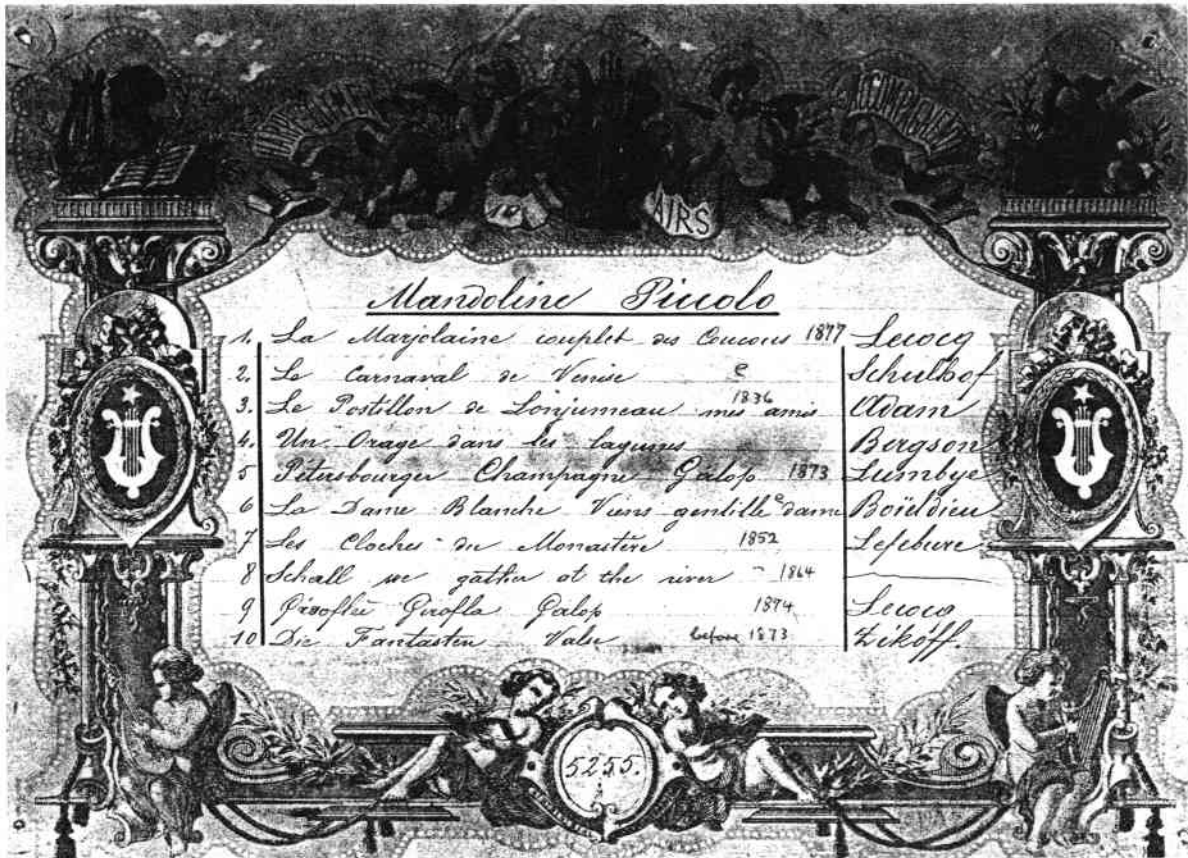 AIRS
Mandoline Piccolo
1. La Marjolaine couplet des Coucous 1877 Lecocq
2. Le Carnaval de Venise Schulhof
3. Le Postillon de Lonjumeau mes amis 1836 Adam
4. Un Orage dans les lagunes Bergson
5 Pétersbourger Champagne Galop 1873 Lumbye
6 La Dame Blanche Viens gentille dame Boïeldieu
7 Les Cloches du Monastère 1852 Lefebure
8 Schall we gather at the river 1864
9 Giroflée Girofla Galop 1874 Lecocq
10 Die Fantasten Valse before 1873 Zikoff.
5255.